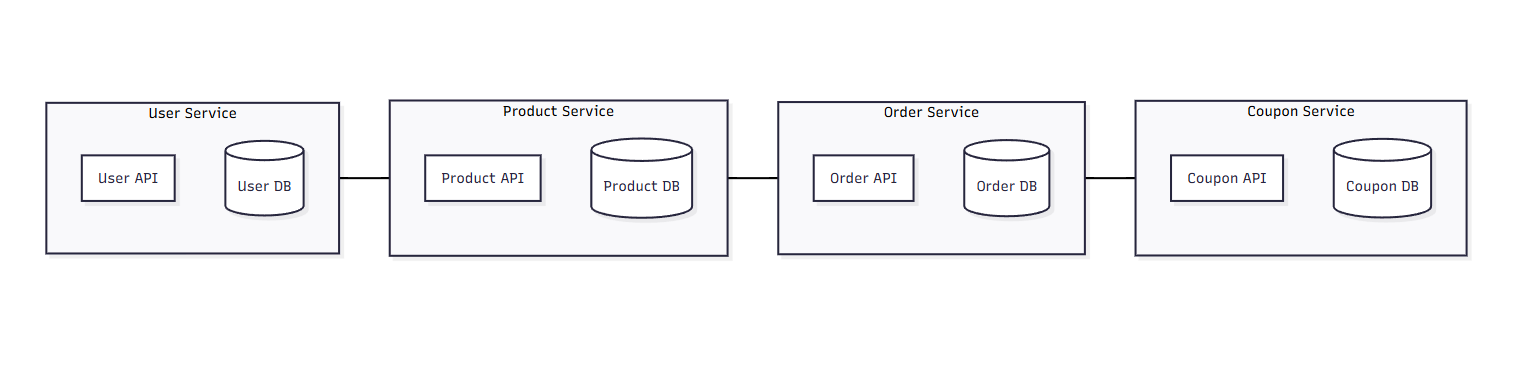 User Service
User API
User DB
Product Service
Product API
Product DB
Order Service
Order API
Order DB
Coupon Service
Coupon API
Coupon DB